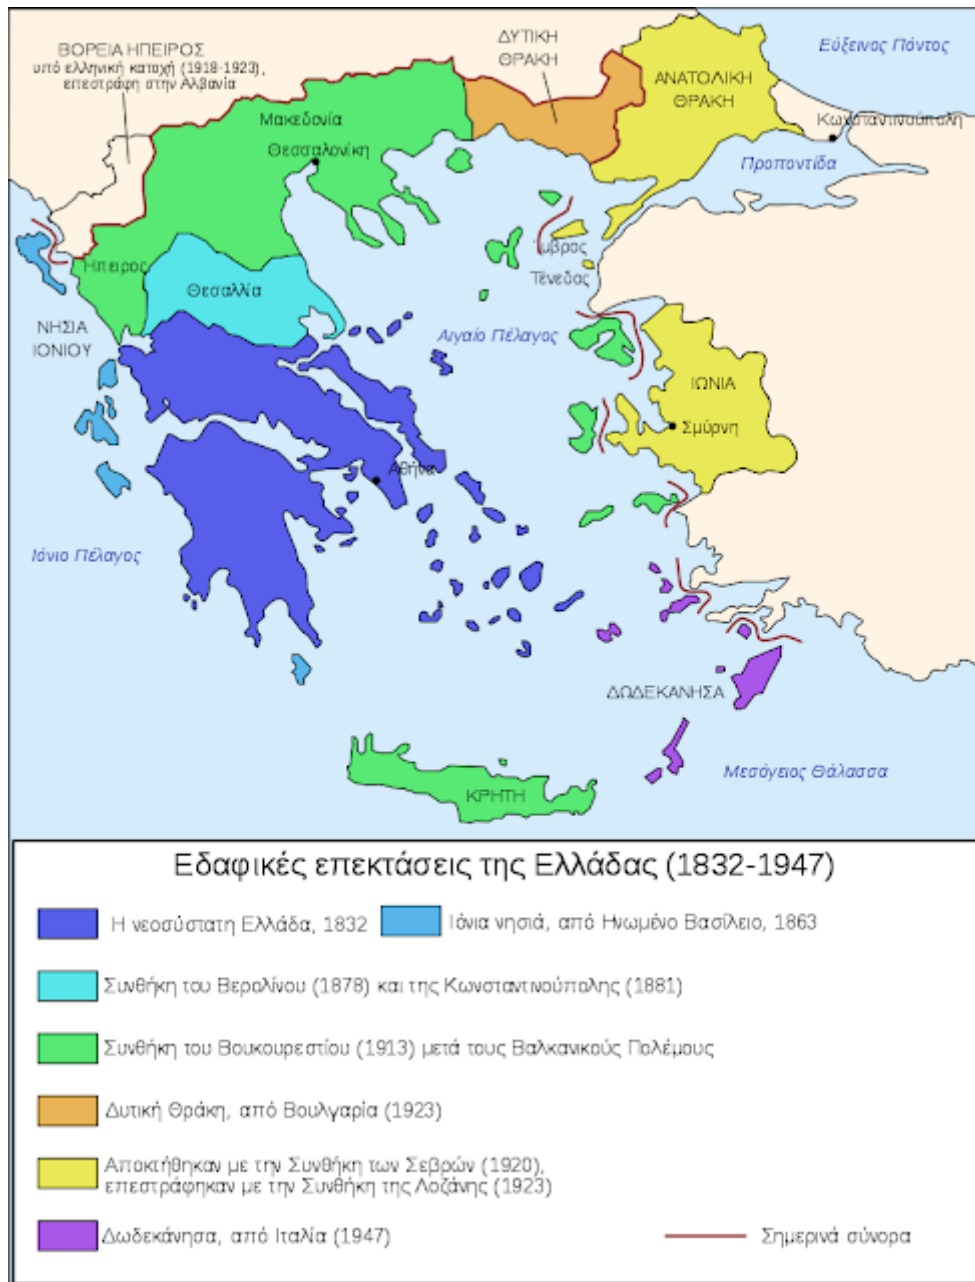 ΒΟΡΕΙΑ ΗΠΕΙΡΟΣ
υπό ελληνική κατοχή (1918-1923),
επεστράφη στην Αλβανία
ΔΥΤΙΚΗ
ΘΡΑΚΗ
Εύξεινος Πόντος
ΑΝΑΤΟΛΙΚΗ
ΘΡΑΚΗ
Κωνσταντινούπολη
Μακεδονία
Θεσσαλονίκη
Προποντίδα
Ίμβρος
Τένεδος
Ηπειρος
Θεσαλλία
ΝΗΣΙΑ
ΙΟΝΙΟΥ
Αιγαίο Πέλαγος
ΙΩΝΙΑ
Σμύρνη
Αθήνα
Ιόνιο Πέλαγος
ΔΩΔΕΚΑΝΗΣΑ
Μεσόγειος Θάλασσα
ΚΡΗΤΗ
Εδαφικές επεκτάσεις της Ελλάδας (1832-1947)
Η νεοσύστατη Ελλάδα, 1832
Ιόνια νησιά, από Ηνωμένο Βασίλειο, 1863
Συνθήκη του Βερολίνου (1878) και της Κωνσταντινούπολης (1881)
Συνθήκη του Βουκουρεστίου (1913) μετά τους Βαλκανικούς Πολέμους
Δυτική Θράκη, από Βουλγαρία (1923)
Αποκτήθηκαν με την Συνθήκη των Σεβρών (1920),
επεστράφηκαν με την Συνθήκη της Λοζάνης (1923)
Δωδεκάνησα, από Ιταλία (1947)
Σημερινά σύνορα